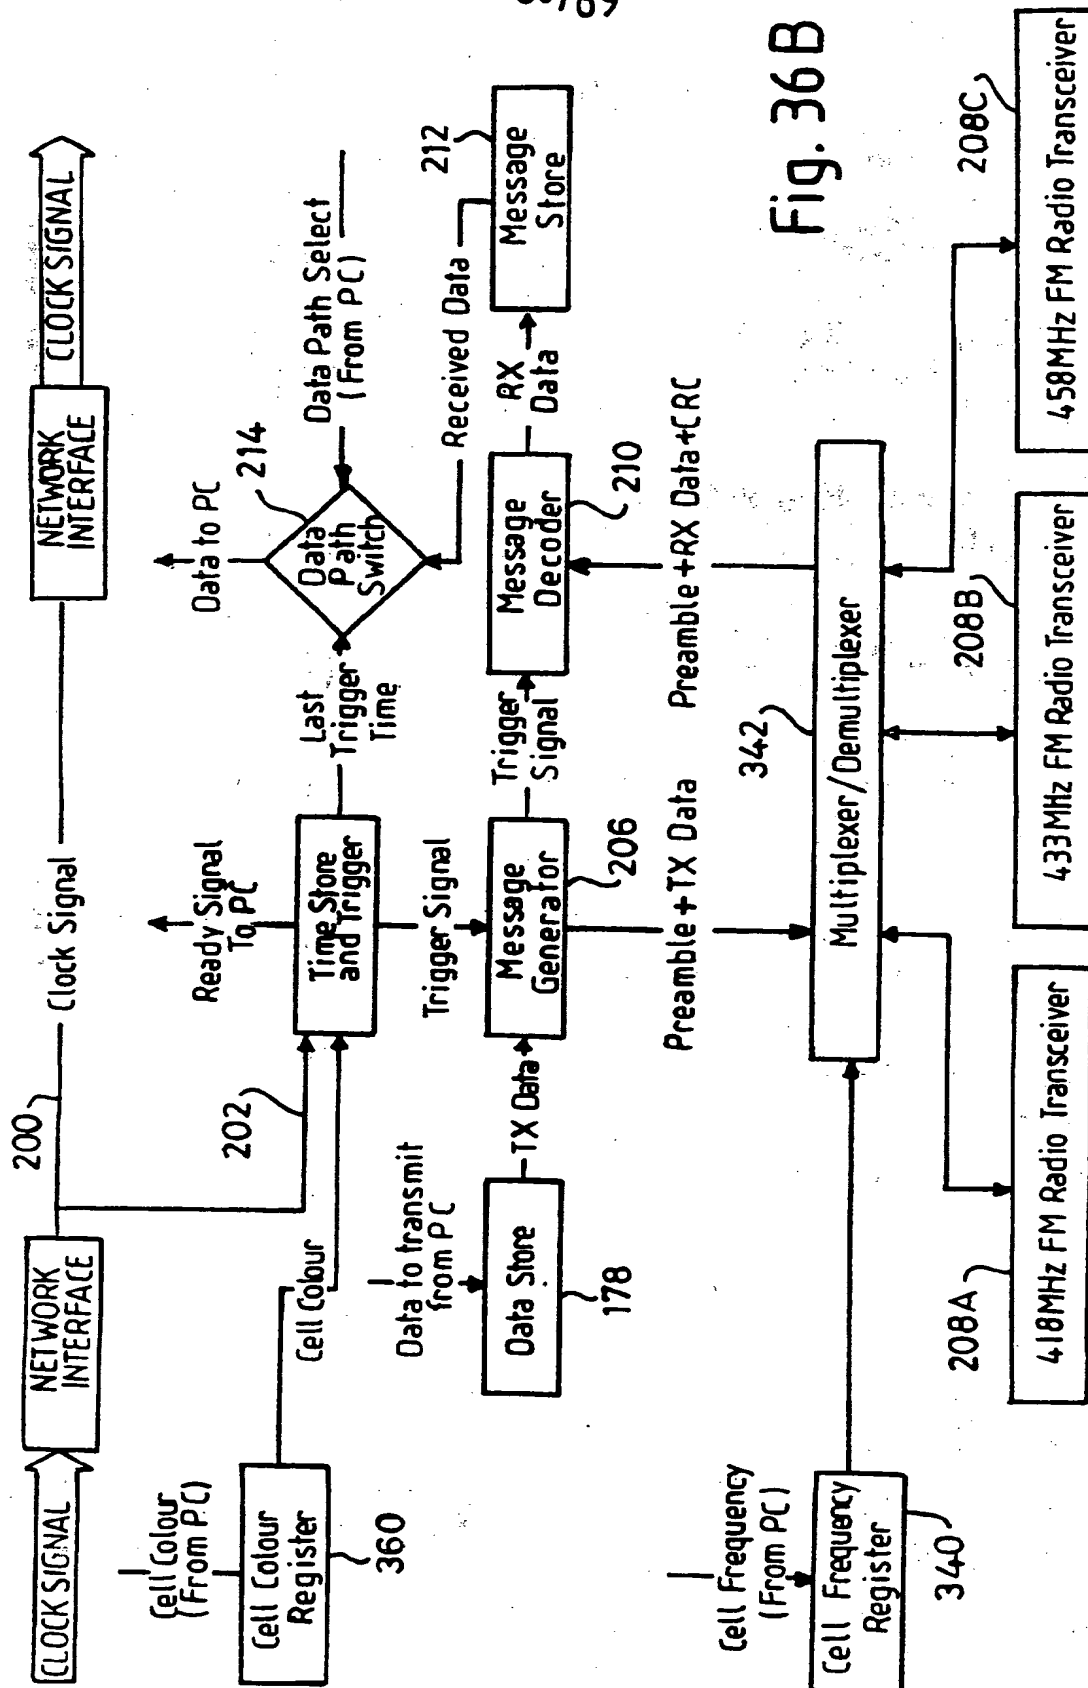 CLOCK SIGNAL
NETWORK
INTERFACE
200
Clock Signal
NETWORK
INTERFACE
CLOCK SIGNAL
Cell Colour
(From PC)
Cell Colour
Register
360
Cell Colour
202
Ready Signal
To PC
Time Store
and Trigger
Last
Trigger
Time
Data to PC
214
Data
Path
Switch
Data Path Select
(From PC)
Data to transmit
from PC
Data Store
178
TX Data
Trigger Signal
Message
Generator
206
Trigger
Signal
Message
Decoder
210
RX
Data
Received Data
212
Message
Store
Preamble+TX Data
Preamble+RX Data+CRC
Cell Frequency
(From PC)
Cell Frequency
Register
340
342
Multiplexer/Demultiplexer
208A
418MHz FM Radio Transceiver
208B
433MHz FM Radio Transceiver
208C
458MHz FM Radio Transceiver
Fig. 36B